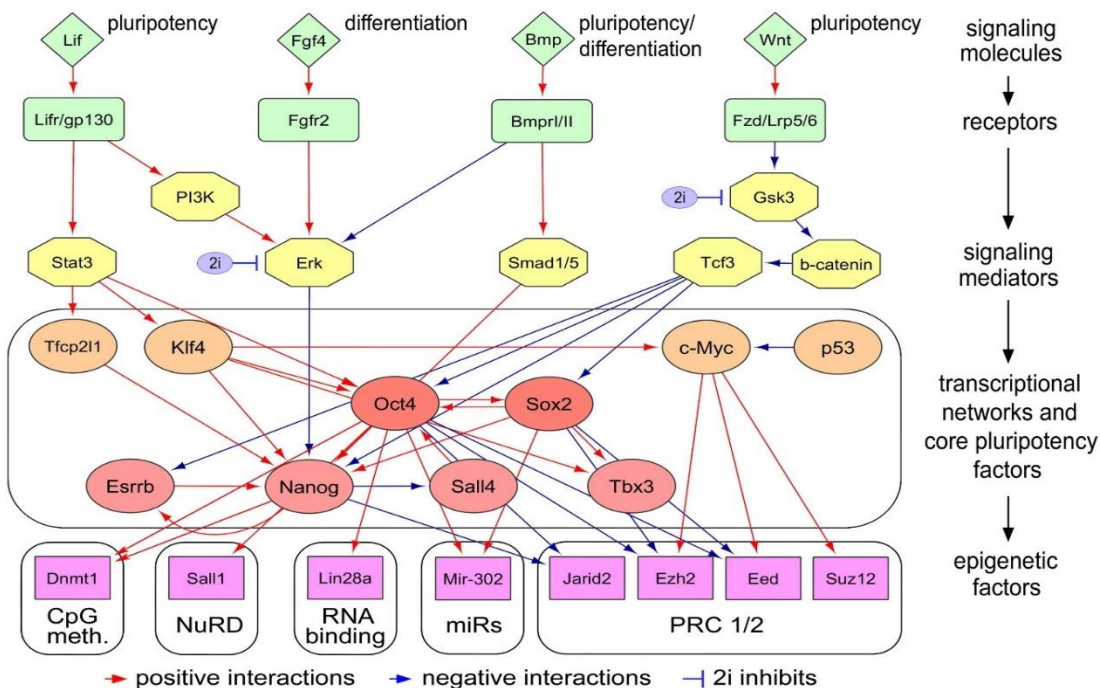 Lif
pluripotency
Fgf4
differentiation
Bmp
pluripotency/
differentiation
Wnt
pluripotency
signaling
molecules
Lifr/gp130
Fgfr2
BmprI/II
Fzd/Lrp5/6
receptors
PI3K
2i
Gsk3
Stat3
2i
Erk
Smad1/5
Tcf3
b-catenin
signaling
mediators
Tfcp2l1
Klf4
c-Myc
p53
Oct4
Sox2
transcriptional
networks and
core pluripotency
factors
Esrrb
Nanog
Sall4
Tbx3
Dnmt1
Sall1
Lin28a
Mir-302
Jarid2
Ezh2
Eed
Suz12
epigenetic
factors
CpG
meth.
NuRD
RNA
binding
miRs
PRC 1/2
positive interactions
negative interactions
2i inhibits